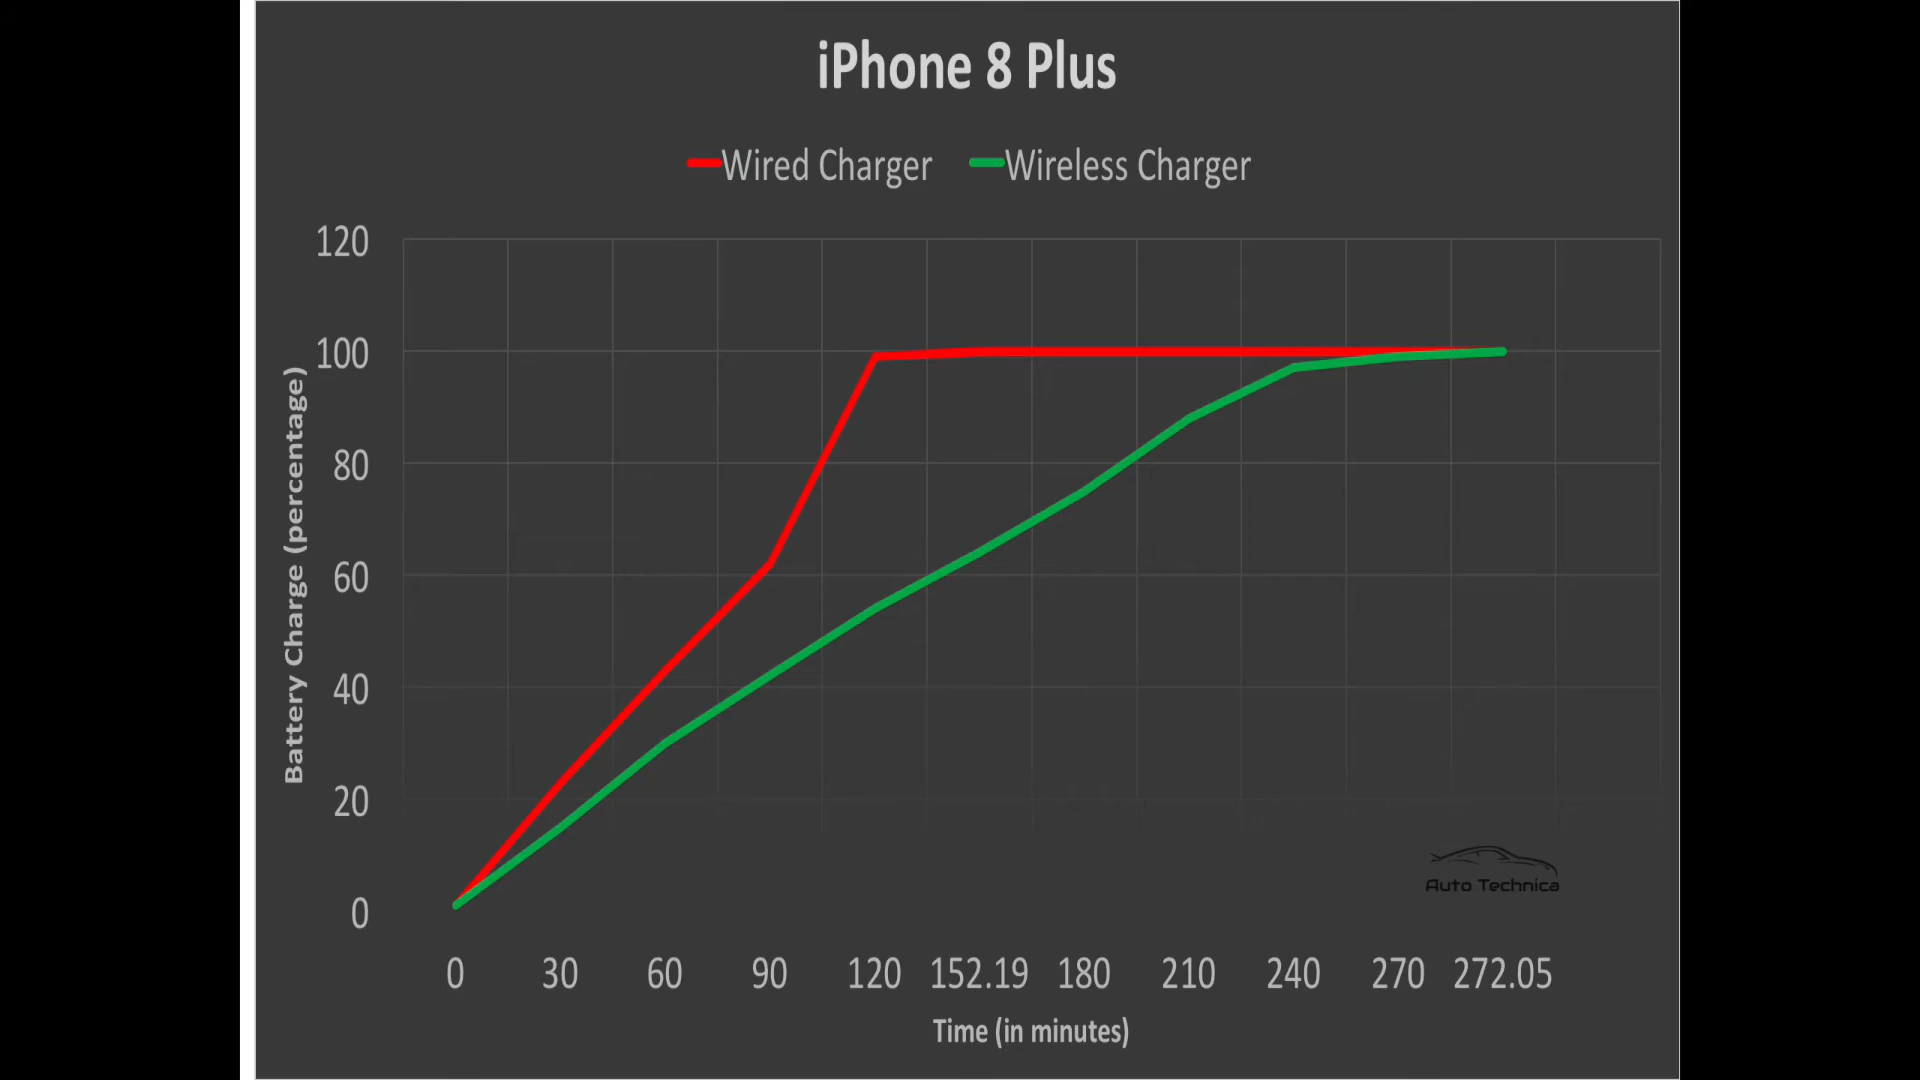 iPhone 8 Plus
Wired Charger Wireless Charger
120
100
80
60
40
20
0
Battery Charge (percentage)
0 30 60 90 120 152.19 180 210 240 270 272.05
Time (in minutes)
Auto Technica